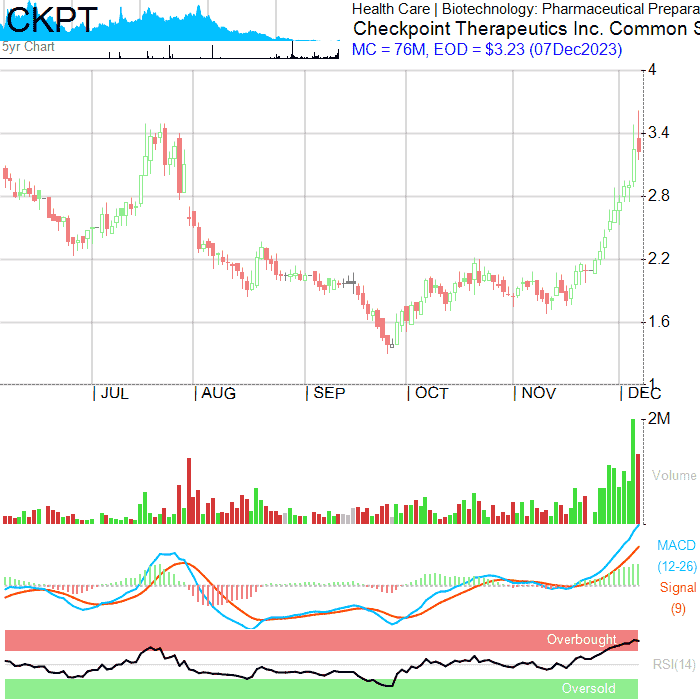 CKPT
5yr Chart
Health Care | Biotechnology: Pharmaceutical Prepara
Checkpoint Therapeutics Inc. Common S
MC = 76M, EOD = $3.23 (07Dec2023)
4
3.4
2.8
2.2
1.6
1
| JUL | AUG | SEP | OCT | NOV | DEC
2M
Volume
MACD
(12-26)
Signal
(9)
Overbought
RSI(14)
Oversold